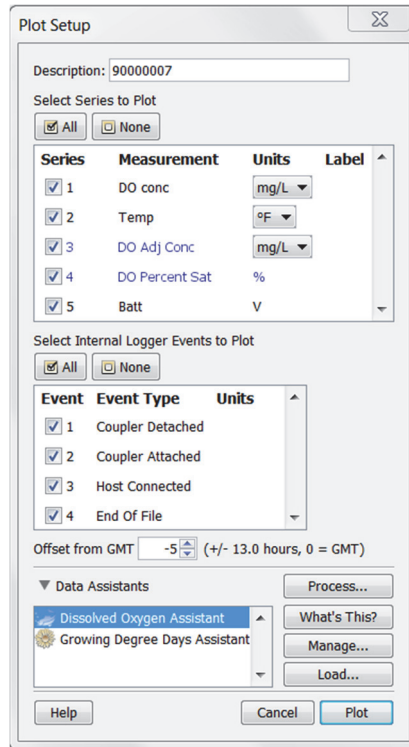 Plot Setup
Description: 90000007
Select Series to Plot
All None
Series Measurement Units Label
1 DO conc mg/L
2 Temp °F
3 DO Adj Conc mg/L
4 DO Percent Sat %
5 Batt V
Select Internal Logger Events to Plot
All None
Event Event Type Units
1 Coupler Detached
2 Coupler Attached
3 Host Connected
4 End Of File
Offset from GMT -5 (+/- 13.0 hours, 0 = GMT)
Data Assistants Process...
Dissolved Oxygen Assistant What's This?
Growing Degree Days Assistant Manage...
Load...
Help Cancel Plot